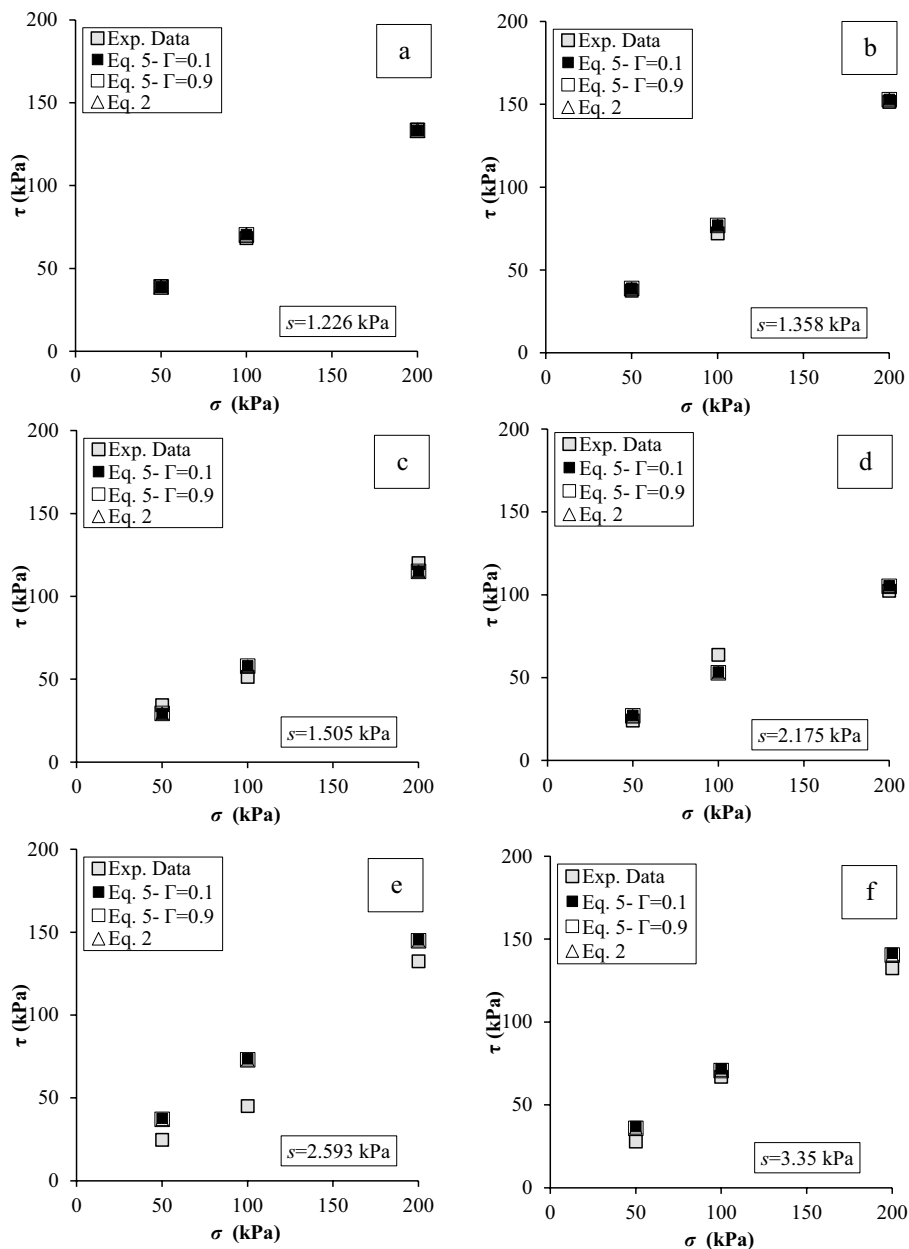 200
Exp. Data
Eq. 5- Γ=0.1
Eq. 5- Γ=0.9
Eq. 2
a
150
τ (kPa)
100
50
s=1.226 kPa
0
0 50 100 150 200
σ (kPa)
200
Exp. Data
Eq. 5- Γ=0.1
Eq. 5- Γ=0.9
Eq. 2
b
150
τ (kPa)
100
50
s=1.358 kPa
0
0 50 100 150 200
σ (kPa)
200
Exp. Data
Eq. 5- Γ=0.1
Eq. 5- Γ=0.9
Eq. 2
c
150
τ (kPa)
100
50
s=1.505 kPa
0
0 50 100 150 200
σ (kPa)
200
Exp. Data
Eq. 5- Γ=0.1
Eq. 5- Γ=0.9
Eq. 2
d
150
τ (kPa)
100
50
s=2.175 kPa
0
0 50 100 150 200
σ (kPa)
200
Exp. Data
Eq. 5- Γ=0.1
Eq. 5- Γ=0.9
Eq. 2
e
150
τ (kPa)
100
50
s=2.593 kPa
0
0 50 100 150 200
σ (kPa)
200
Exp. Data
Eq. 5- Γ=0.1
Eq. 5- Γ=0.9
Eq. 2
f
150
τ (kPa)
100
50
s=3.35 kPa
0
0 50 100 150 200
σ (kPa)